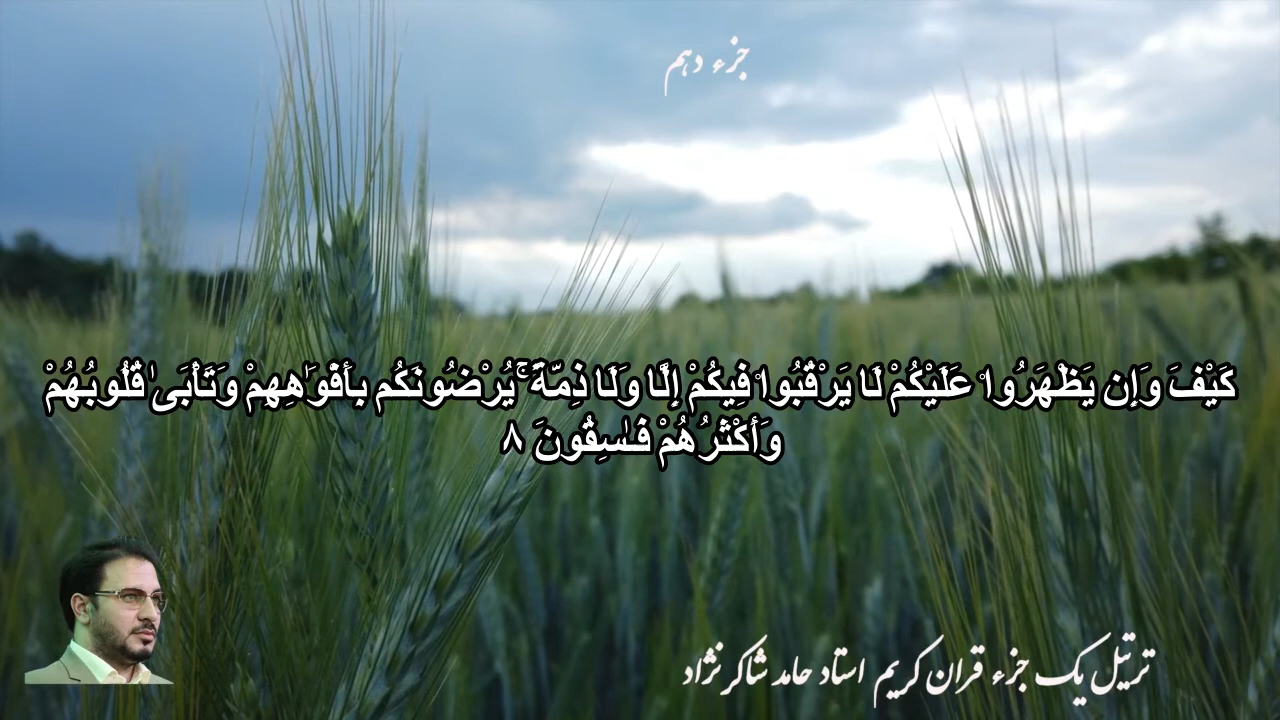 جزء دهم
كَيْفَ وَإِن يَظْهَرُوا۟ عَلَيْكُمْ لَا يَرْقُبُوا۟ فِيكُمْ إِلًّا وَلَا ذِمَّةً ۚ يُرْضُونَكُم بِأَفْوَٰهِهِمْ وَتَأْبَىٰ قُلُوبُهُمْ
وَأَكْثَرُهُمْ فَـٰسِقُونَ ٨
ترتیل یک جزء قران کریم استاد حامد شاکرنژاد